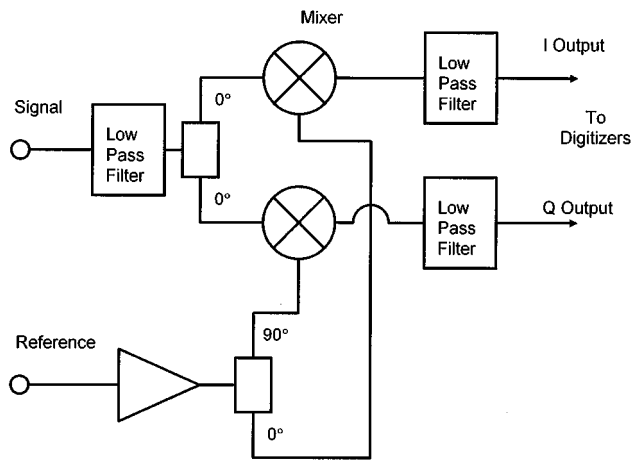 Mixer
I Output
Low
Pass
Filter
0°
Signal
To
Digitizers
Low
Pass
Filter
0°
Low
Pass
Filter
Q Output
90°
Reference
0°